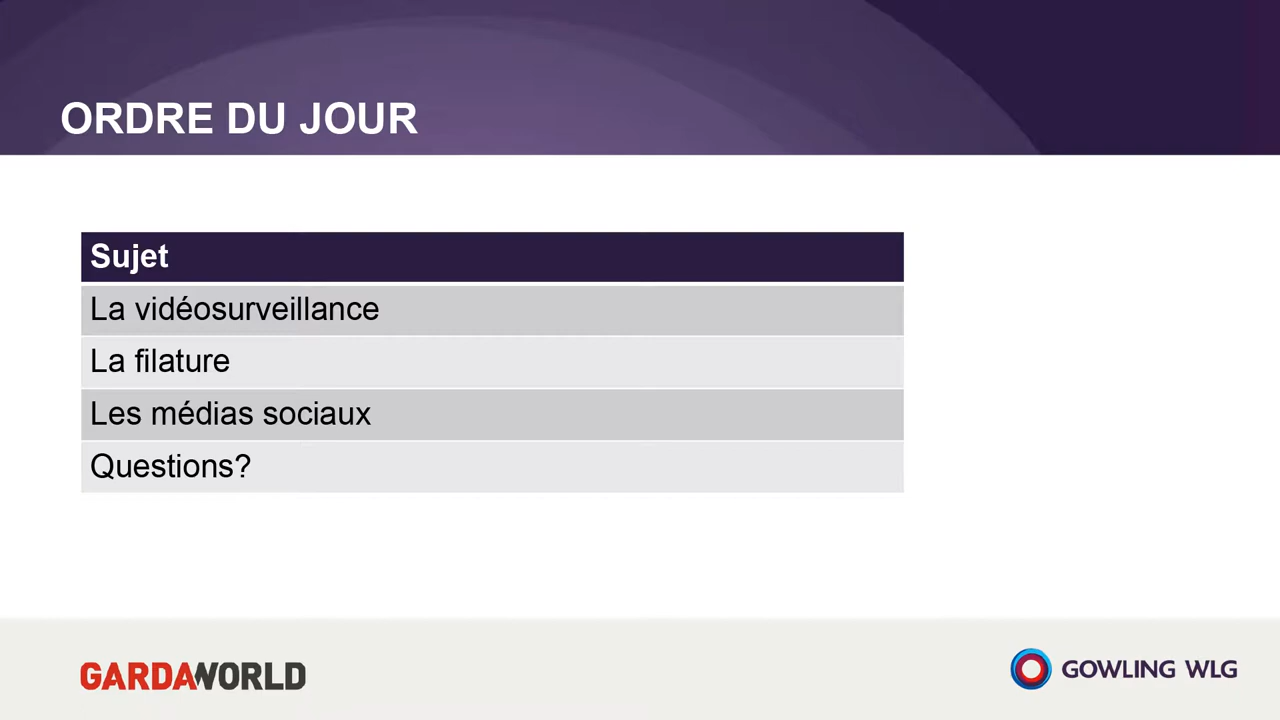 ORDRE DU JOUR
Sujet
La vidéosurveillance
La filature
Les médias sociaux
Questions?
GARDAWORLD
GOWLING WLG